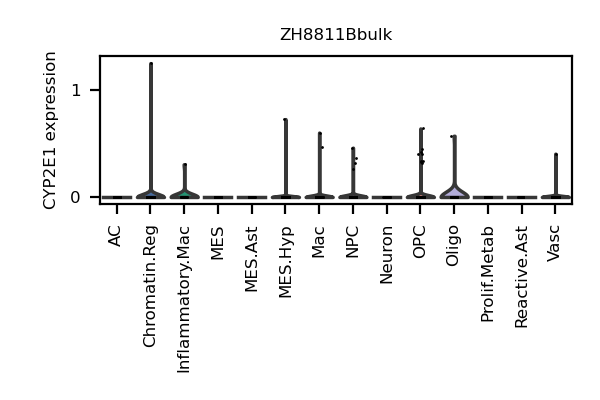 ZH8811Bbulk
CYP2E1 expression
1
0
AC
Chromatin.Reg
Inflammatory.Mac
MES
MES.Ast
MES.Hyp
Mac
NPC
Neuron
OPC
Oligo
Prolif.Metab
Reactive.Ast
Vasc